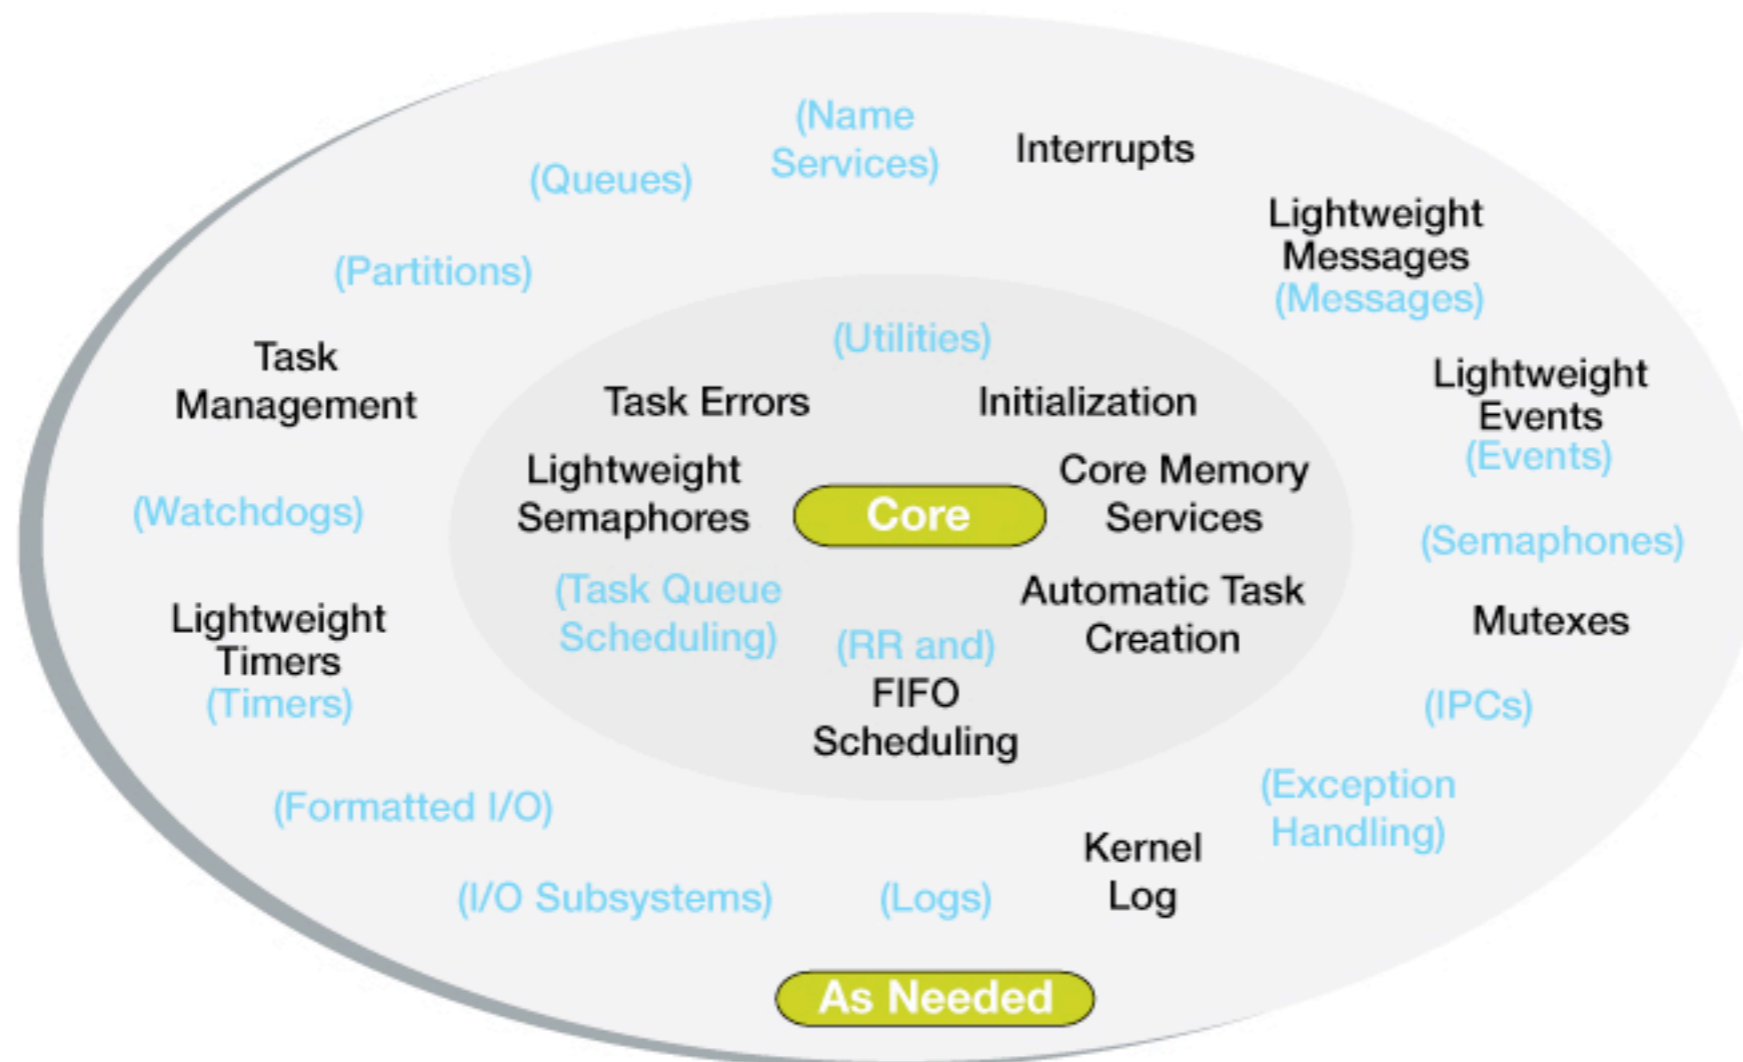 (Name
Services)
Interrupts
(Queues)
Lightweight
Messages
(Messages)
(Partitions)
(Utilities)
Task
Management
Task Errors
Initialization
Lightweight
Events
(Events)
Lightweight
Semaphores
Core
Core Memory
Services
(Watchdogs)
(Semaphones)
(Task Queue
Scheduling)
(RR and)
FIFO
Scheduling
Automatic Task
Creation
Lightweight
Timers
(Timers)
Mutexes
(IPCs)
(Formatted I/O)
(Exception
Handling)
Kernel
Log
(I/O Subsystems)
(Logs)
As Needed